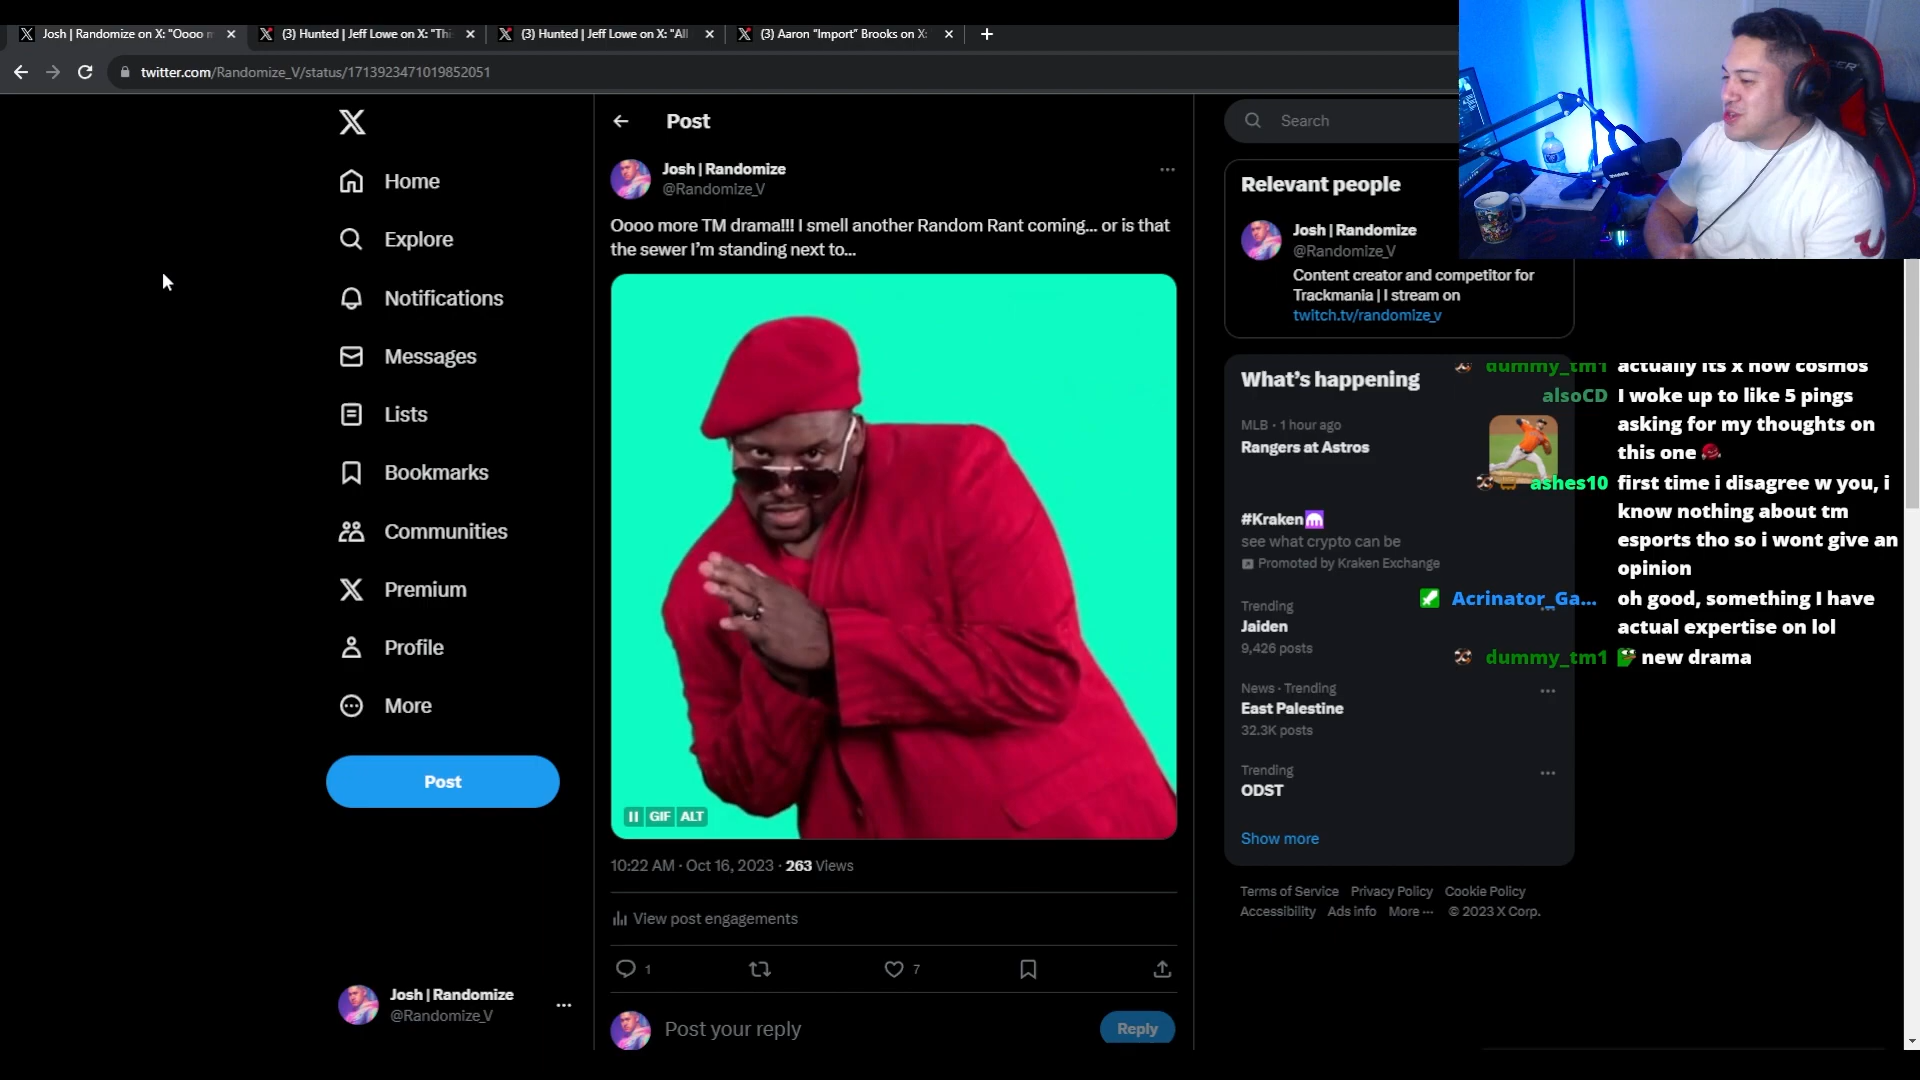 Josh | Randomize on X: "Oooo m
(3) Hunted | Jeff Lowe on X: "Thi
(3) Hunted | Jeff Lowe on X: "All
(3) Aaron "Import" Brooks on X:
twitter.com/Randomize_V/status/1713923471019852051
Home
Explore
Notifications
Messages
Lists
Bookmarks
Communities
Premium
Profile
More
Post
Josh | Randomize
@Randomize_V
Post
Josh | Randomize
@Randomize_V
Oooo more TM drama!!! I smell another Random Rant coming... or is that
the sewer I'm standing next to...
GIF ALT
10:22 AM · Oct 16, 2023 · 263 Views
View post engagements
1
7
Post your reply
Reply
Search
Relevant people
Josh | Randomize
@Randomize_V
Content creator and competitor for
Trackmania | I stream on
twitch.tv/randomize_v
What's happening
MLB · 1 hour ago
Rangers at Astros
#Kraken
see what crypto can be
Promoted by Kraken Exchange
Trending
Jaiden
9,426 posts
News · Trending
East Palestine
32.3K posts
Trending
ODST
Show more
Terms of Service Privacy Policy Cookie Policy
Accessibility Ads info More ··· © 2023 X Corp.
dummy_tm1 actually its x now cosmos
alsoCD I woke up to like 5 pings
asking for my thoughts on
this one
ashes10 first time i disagree w you, i
know nothing about tm
esports tho so i wont give an
opinion
Acrinator_Ga... oh good, something I have
actual expertise on lol
dummy_tm1 new drama